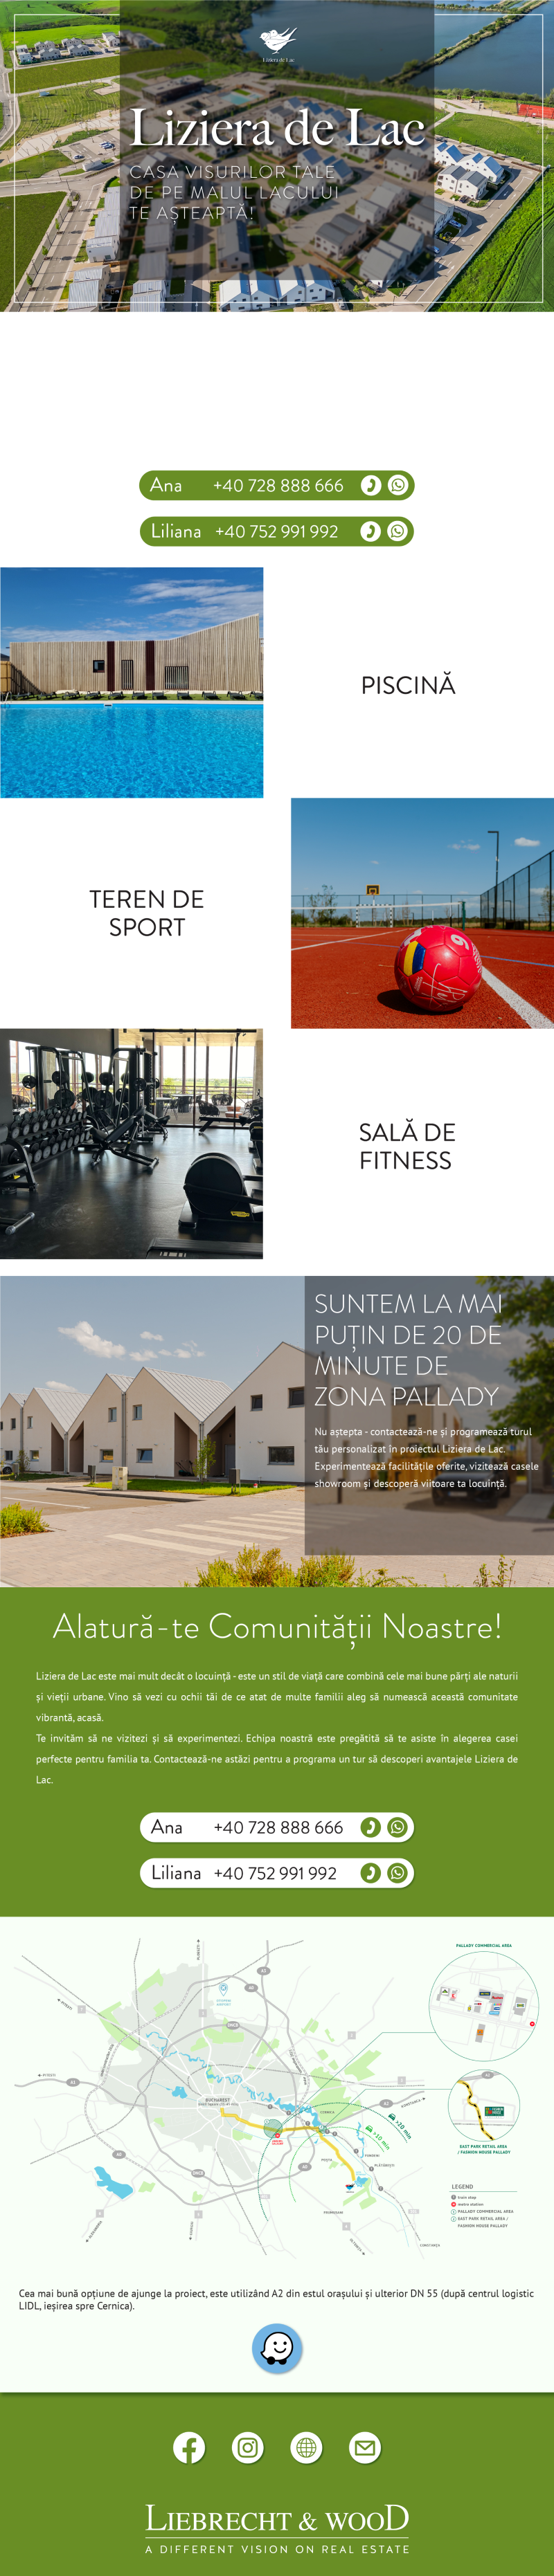 Liziera de Lac
Liziera de Lac
CASA VISURILOR TALE
DE PE MALUL LACULUI
TE AȘTEAPTĂ!
Ana +40 728 888 666
Liliana +40 752 991 992
PISCINĂ
TEREN DE
SPORT
SALĂ DE
FITNESS
SUNTEM LA MAI
PUȚIN DE 20 DE
MINUTE DE
ZONA PALLADY
Nu aștepta - contactează-ne și programează turul
tău personalizat în proiectul Liziera de Lac.
Experimentează facilitățile oferite, vizitează casele
showroom și descoperă viitoare ta locuință.
Alatură-te Comunității Noastre!
Liziera de Lac este mai mult decât o locuință - este un stil de viață care combină cele mai bune părți ale naturii
și vieții urbane. Vino să vezi cu ochii tăi de ce atat de multe familii aleg să numească această comunitate
vibrantă, acasă.
Te invităm să ne vizitezi și să experimentezi. Echipa noastră este pregătită să te asiste în alegerea casei
perfecte pentru familia ta. Contactează-ne astăzi pentru a programa un tur să descoperi avantajele Liziera de
Lac.
Ana +40 728 888 666
Liliana +40 752 991 992
PALLADY COMMERCIAL AREA
BUCHAREST
EAST PARK RETAIL AREA
/ FASHION HOUSE PALLADY
LEGEND
train stop
metro station
PALLADY COMMERCIAL AREA
EAST PARK RETAIL AREA /
FASHION HOUSE PALLADY
Cea mai bună opțiune de ajunge la proiect, este utilizând A2 din estul orașului și ulterior DN 55 (după centrul logistic
LIDL, ieșirea spre Cernica).
LIEBRECHT & WOOD
A DIFFERENT VISION ON REAL ESTATE